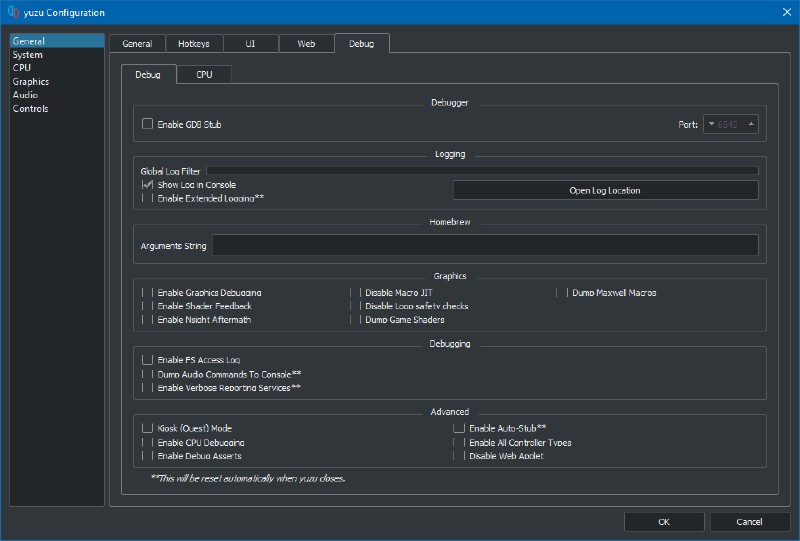 yuzu Configuration
General
System
CPU
Graphics
Audio
Controls
General Hotkeys UI Web Debug
Debug CPU
Debugger
Enable GDB Stub Port: 6543
Logging
Global Log Filter
Show Log in Console
Open Log Location
Enable Extended Logging**
Homebrew
Arguments String
Graphics
Enable Graphics Debugging Disable Macro JIT Dump Maxwell Macros
Enable Shader Feedback Disable Loop safety checks
Enable Nsight Aftermath Dump Game Shaders
Debugging
Enable FS Access Log
Dump Audio Commands To Console**
Enable Verbose Reporting Services**
Advanced
Kiosk (Quest) Mode Enable Auto-Stub**
Enable CPU Debugging Enable All Controller Types
Enable Debug Asserts Disable Web Applet
**This will be reset automatically when yuzu closes.
OK Cancel